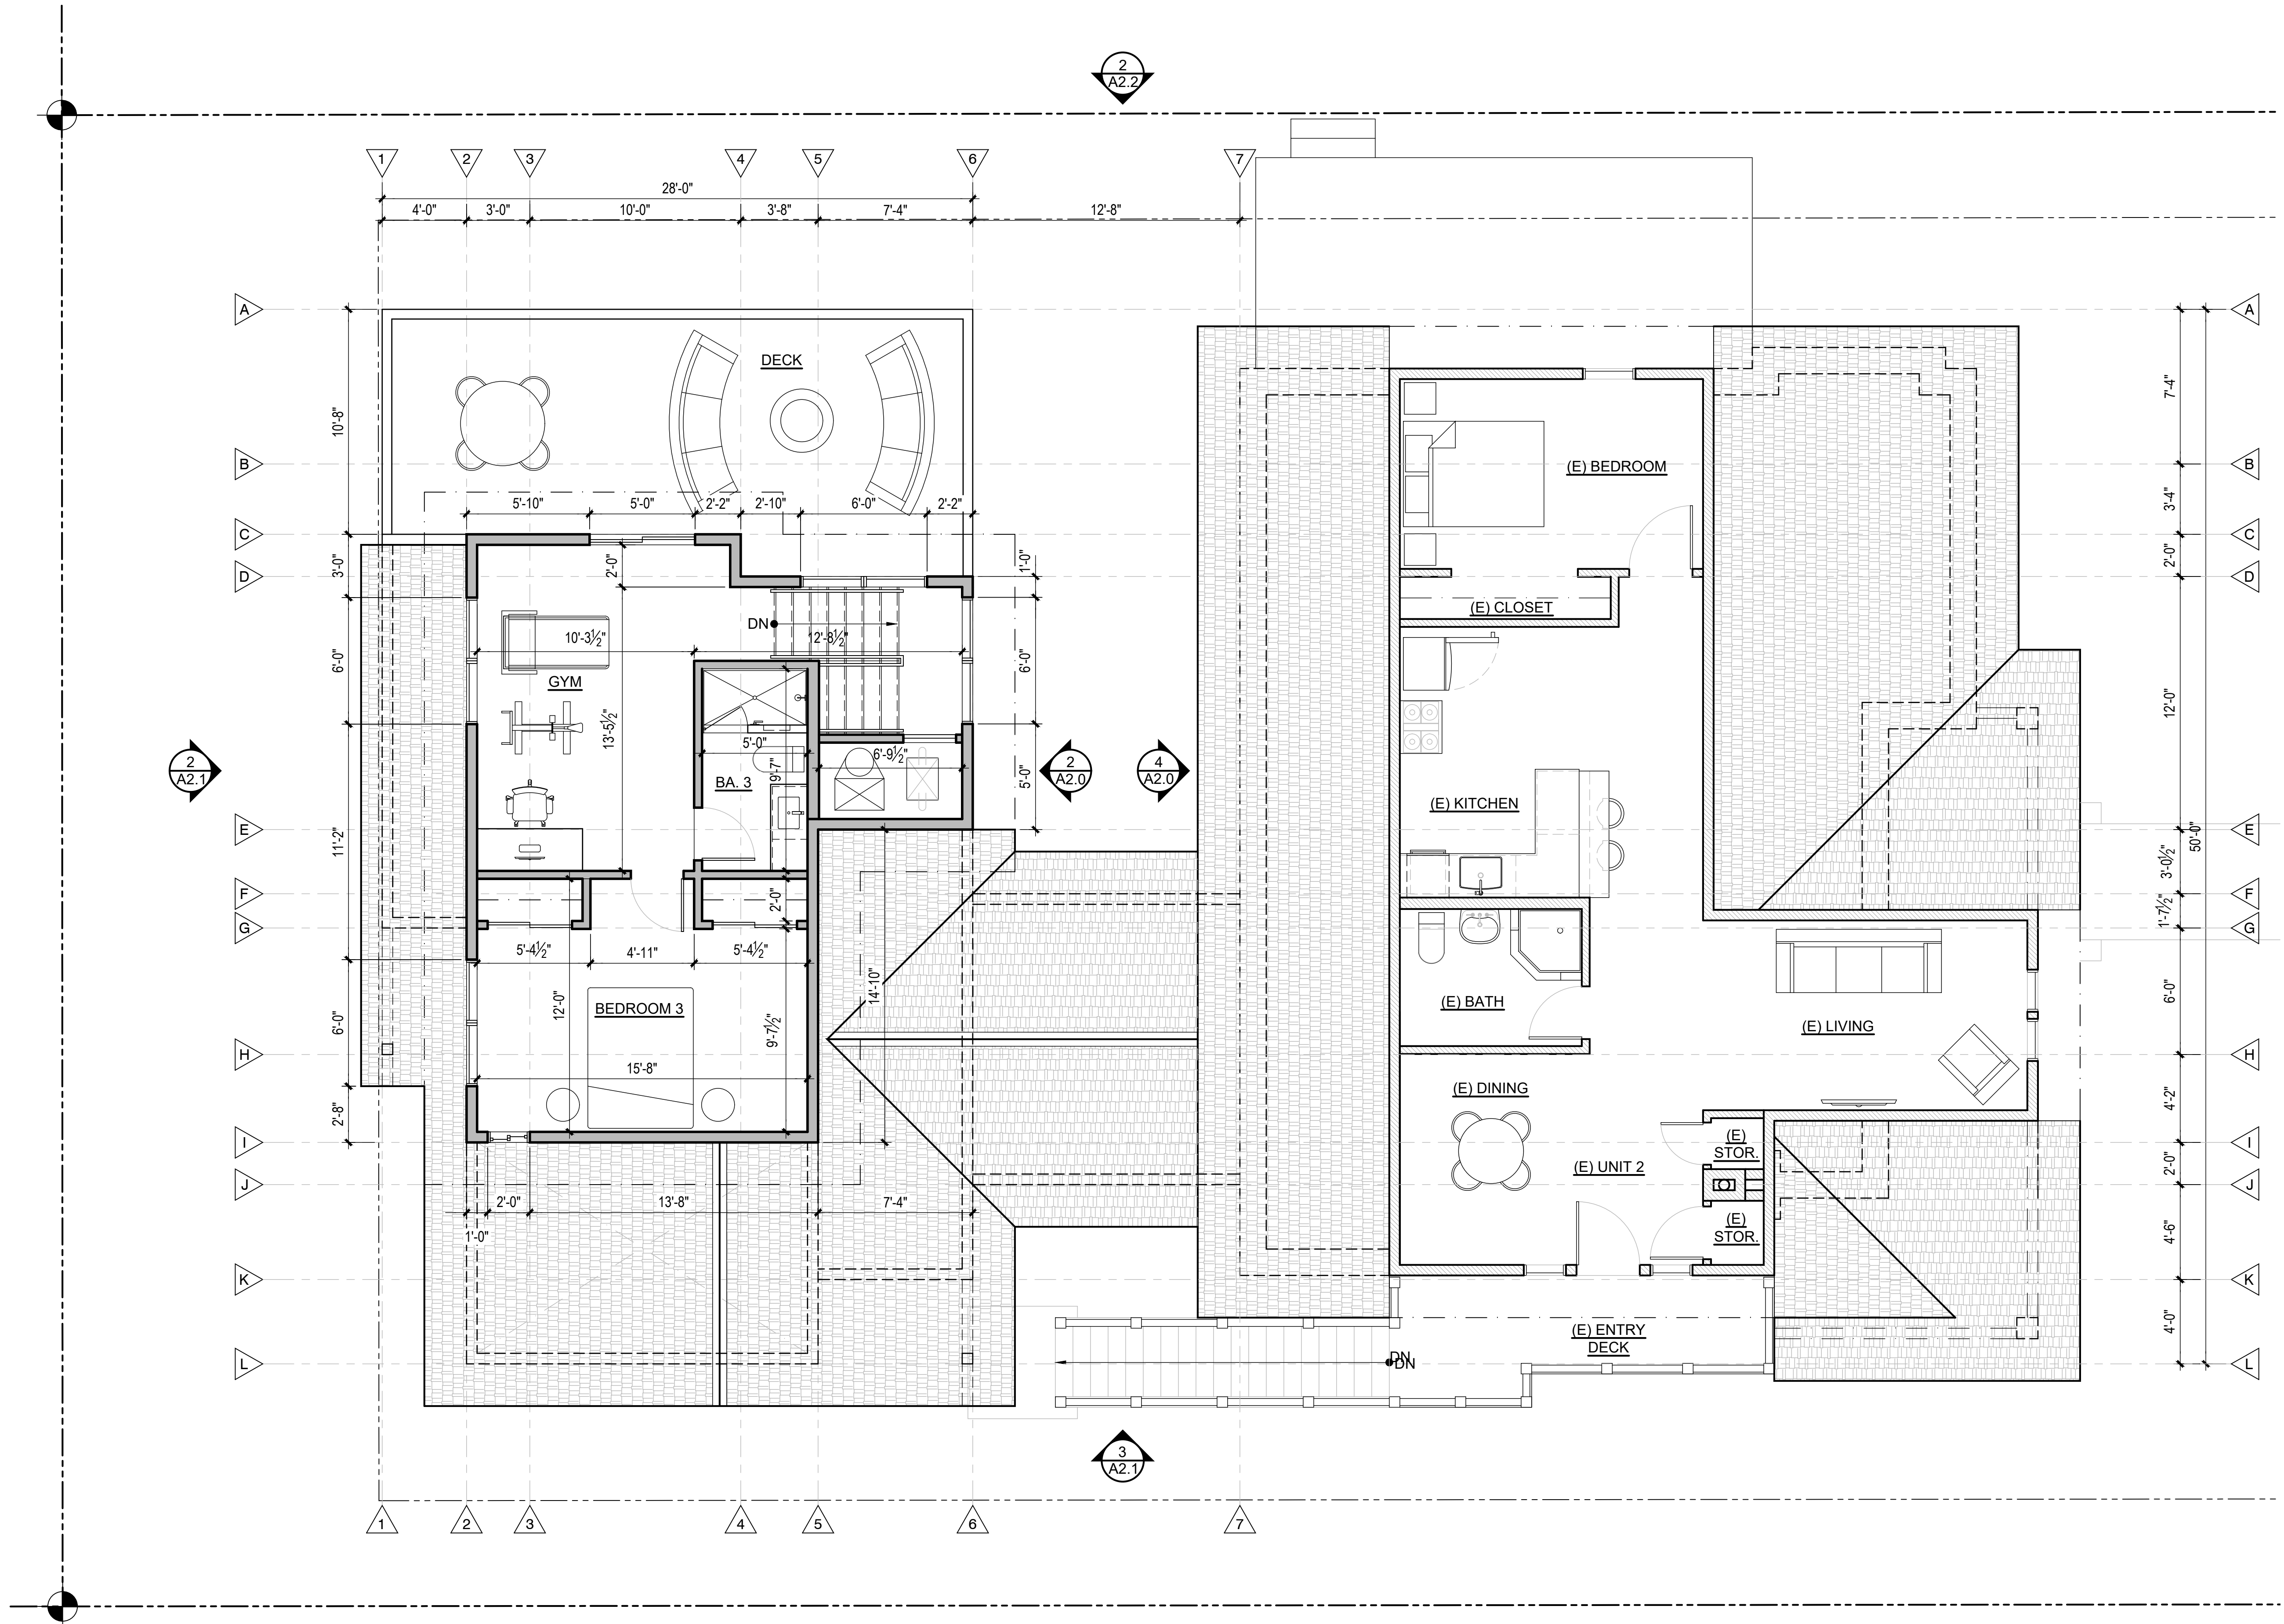 2
A2.2
1 2 3 4 5 6 7
28'-0"
4'-0" 3'-0" 10'-0" 3'-8" 7'-4" 12'-8"
A A
DECK
7'-4"
10'-8"
B B
(E) BEDROOM
5'-10" 5'-0" 2'-2" 2'-10" 6'-0" 2'-2"
3'-4"
C C
3'-0" 2'-0" 1'-0" 2'-0"
D D
(E) CLOSET
DN
10'-3½" 12'-8½"
6'-0" 6'-0"
GYM
13'-5½"
12'-0"
5'-0" 6'-9½"
2
A2.1
BA. 3
9'-7"
5'-0"
2
A2.0
4
A2.0
(E) KITCHEN
E E
11'-2"
50'-0"
3'-0½"
F F
2'-0"
1'-7½"
G G
5'-4½" 4'-11" 5'-4½"
14'-10"
12'-0"
BEDROOM 3
(E) BATH
6'-0"
6'-0"
9'-7½"
(E) LIVING
H H
15'-8"
(E) DINING
2'-8"
4'-2"
I I
(E)
STOR.
(E) UNIT 2
2'-0"
J J
2'-0" 13'-8" 7'-4"
1'-0"
(E)
STOR.
4'-6"
K K
(E) ENTRY
DECK
4'-0"
DN
DN
L L
3
A2.1
1 2 3 4 5 6 7